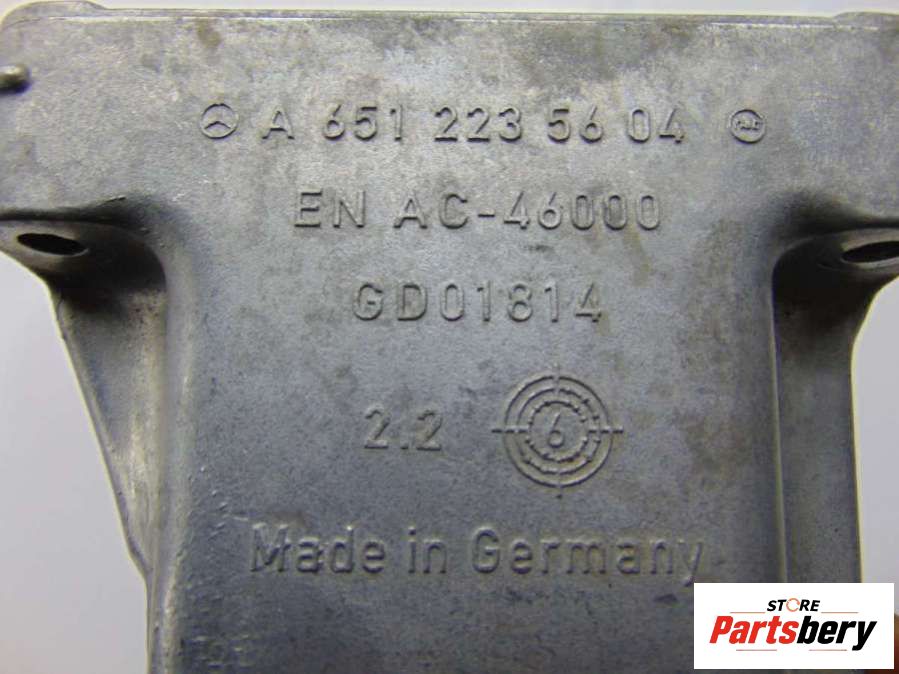 A 651 223 56 04
EN AC-46000
GD01814
2.2 6
Made in Germany
STORE
Partsbery